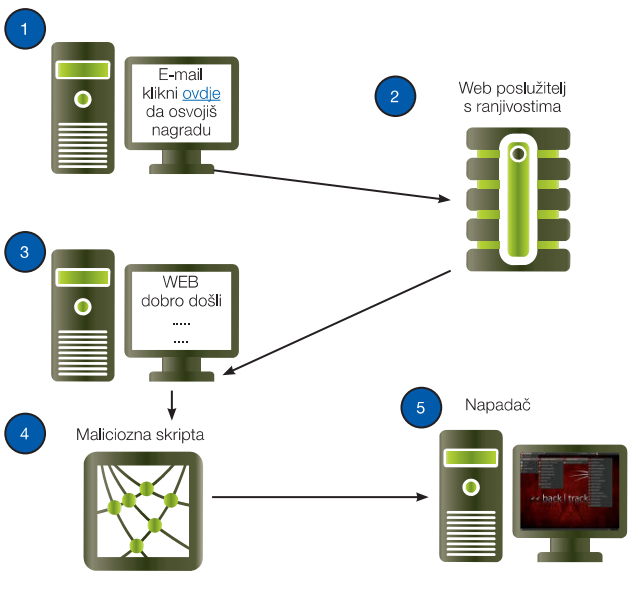 1
E-mail
klikni ovdje
da osvojiš
nagradu
2
Web poslužitelj
s ranjivostima
3
WEB
dobro došli
.....
....
4
Maliciozna skripta
5
Napadač
<< back | track